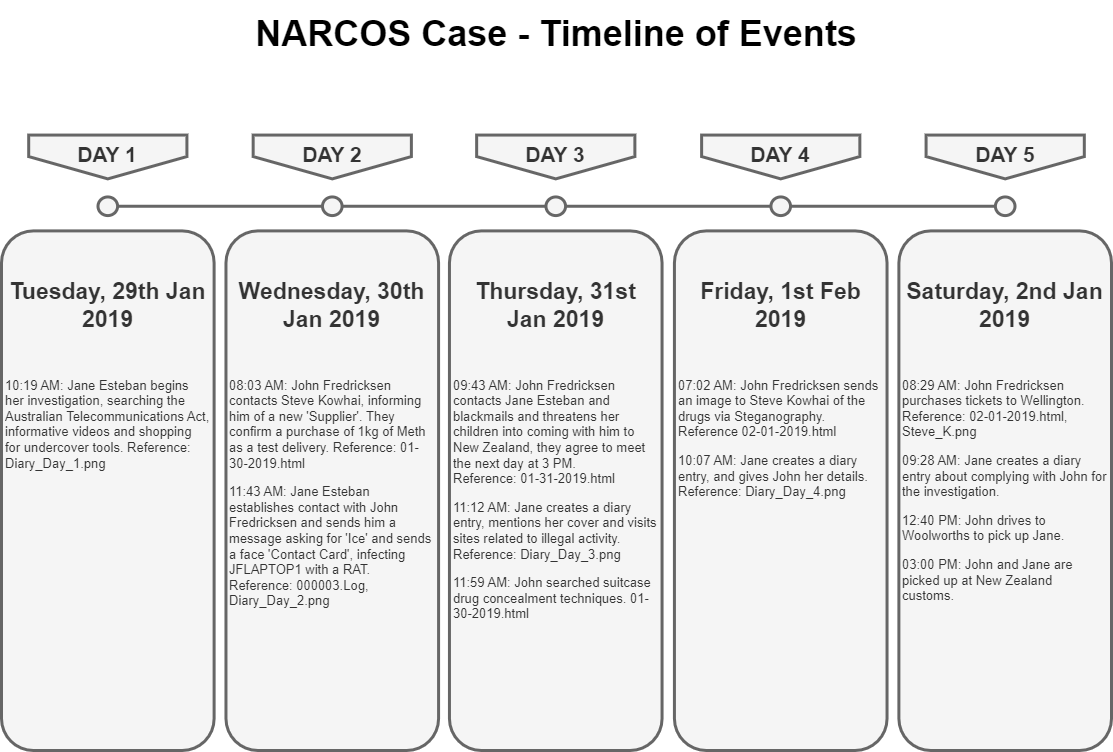 NARCOS Case - Timeline of Events
DAY 1
DAY 2
DAY 3
DAY 4
DAY 5
Tuesday, 29th Jan
2019
10:19 AM: Jane Esteban begins
her investigation, searching the
Australian Telecommunications Act,
informative videos and shopping
for undercover tools. Reference:
Diary_Day_1.png
Wednesday, 30th
Jan 2019
08:03 AM: John Fredricksen
contacts Steve Kowhai, informing
him of a new 'Supplier'. They
confirm a purchase of 1kg of Meth
as a test delivery. Reference: 01-
30-2019.html
11:43 AM: Jane Esteban
establishes contact with John
Fredricksen and sends him a
message asking for 'Ice' and sends
a face 'Contact Card', infecting
JFLAPTOP1 with a RAT.
Reference: 000003.Log,
Diary_Day_2.png
Thursday, 31st
Jan 2019
09:43 AM: John Fredricksen
contacts Jane Esteban and
blackmails and threatens her
children into coming with him to
New Zealand, they agree to meet
the next day at 3 PM.
Reference: 01-31-2019.html
11:12 AM: Jane creates a diary
entry, mentions her cover and visits
sites related to illegal activity.
Reference: Diary_Day_3.png
11:59 AM: John searched suitcase
drug concealment techniques. 01-
30-2019.html
Friday, 1st Feb
2019
07:02 AM: John Fredricksen sends
an image to Steve Kowhai of the
drugs via Steganography.
Reference 02-01-2019.html
10:07 AM: Jane creates a diary
entry, and gives John her details.
Reference: Diary_Day_4.png
Saturday, 2nd Jan
2019
08:29 AM: John Fredricksen
purchases tickets to Wellington.
Reference: 02-01-2019.html,
Steve_K.png
09:28 AM: Jane creates a diary
entry about complying with John for
the investigation.
12:40 PM: John drives to
Woolworths to pick up Jane.
03:00 PM: John and Jane are
picked up at New Zealand
customs.